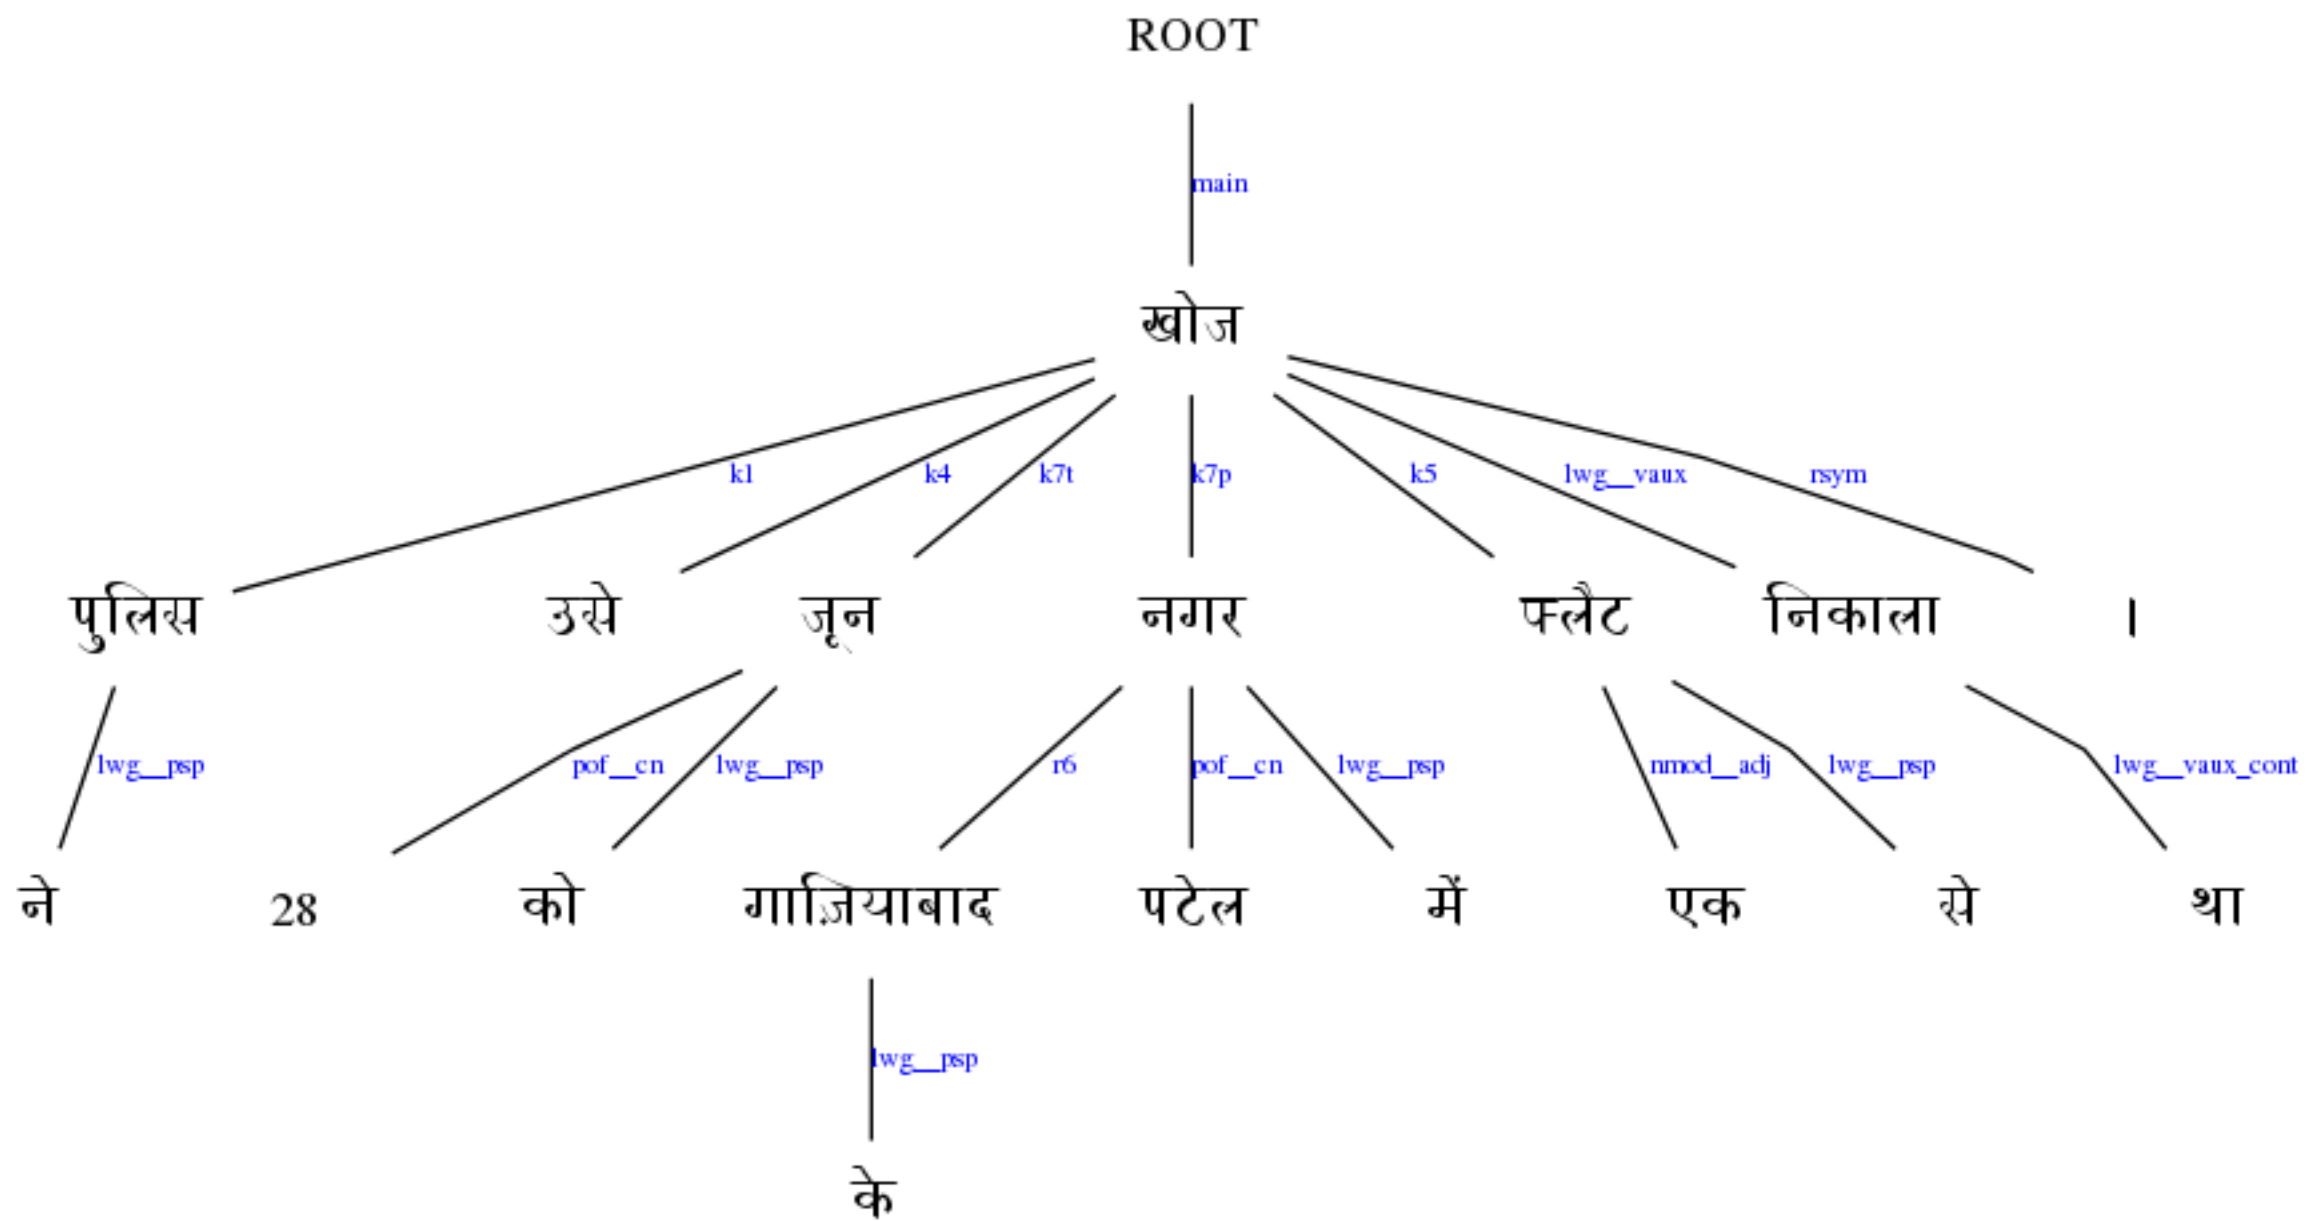 ROOT
main
खोज
k1 k4 k7t k7p k5 lwg__vaux rsym
पुलिस उसे जून नगर फ्लैट निकाला ।
lwg__psp pof__cn lwg__psp r6 pof__cn lwg__psp nmod__adj lwg__psp lwg__vaux_cont
ने 28 को गाज़ियाबाद पटेल में एक से था
lwg__psp
के